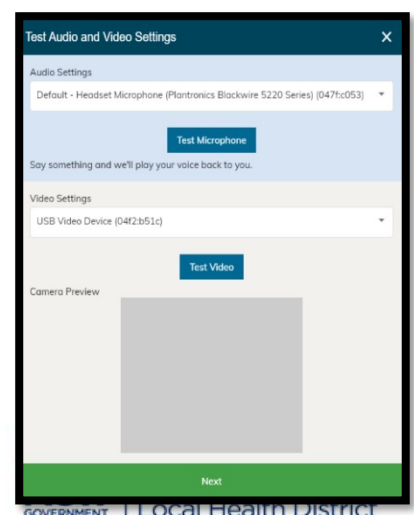 Test Audio and Video Settings
Audio Settings
Default - Headset Microphone (Plantronics Blackwire 5220 Series) (047f:c053)
Test Microphone
Say something and we'll play your voice back to you.
Video Settings
USB Video Device (04f2:b51c)
Test Video
Camera Preview
Next
GOVERNMENT
Local Health District